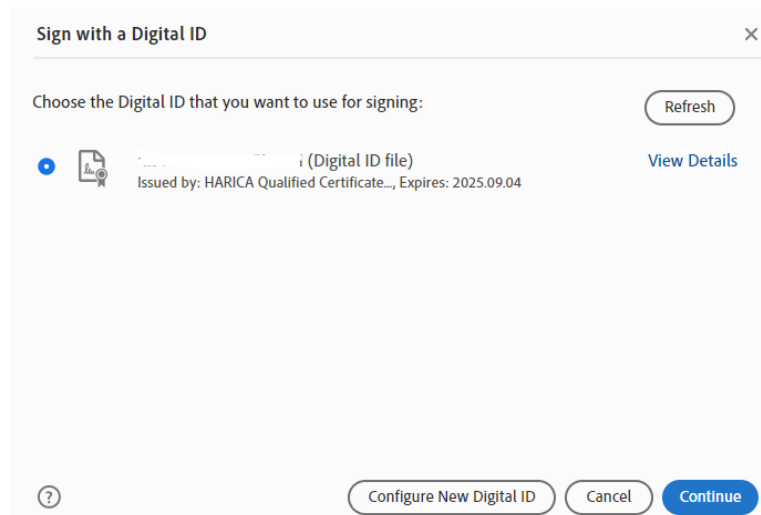 Sign with a Digital ID
Choose the Digital ID that you want to use for signing:
Refresh
(Digital ID file)
View Details
Issued by: HARICA Qualified Certificate..., Expires: 2025.09.04
?
Configure New Digital ID
Cancel
Continue